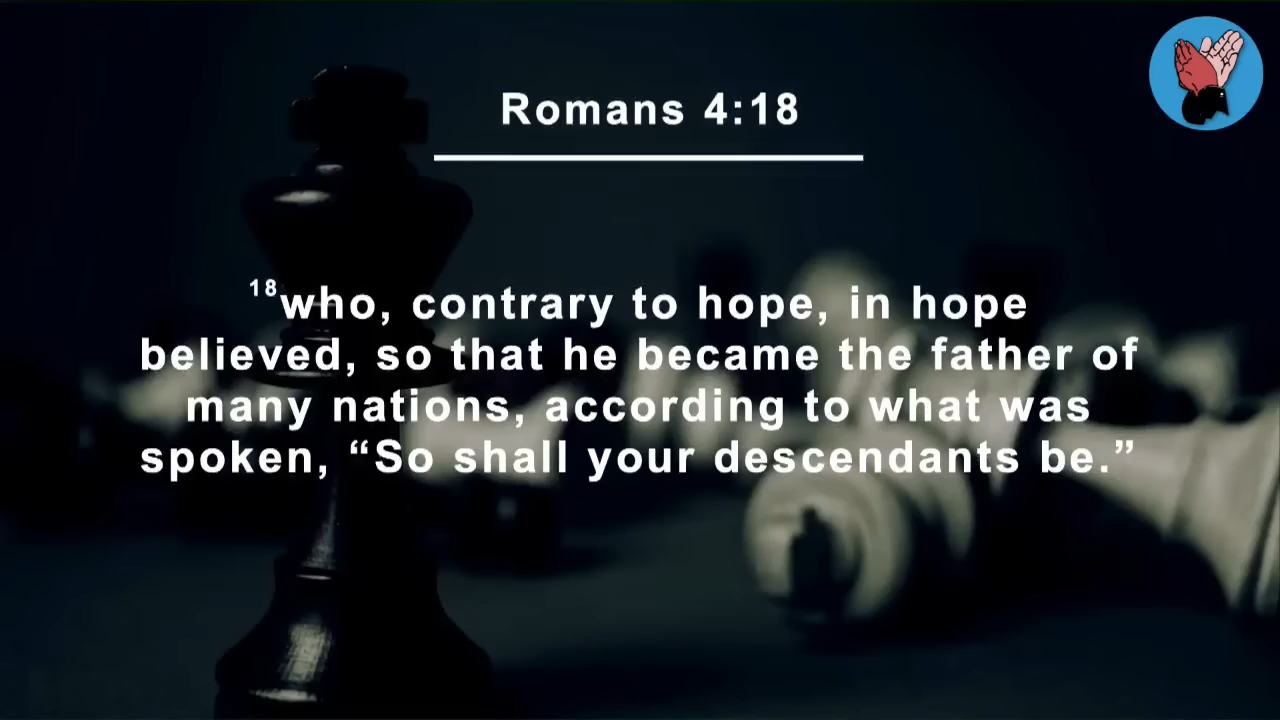 Romans 4:18
18who, contrary to hope, in hope
believed, so that he became the father of
many nations, according to what was
spoken, “So shall your descendants be.”